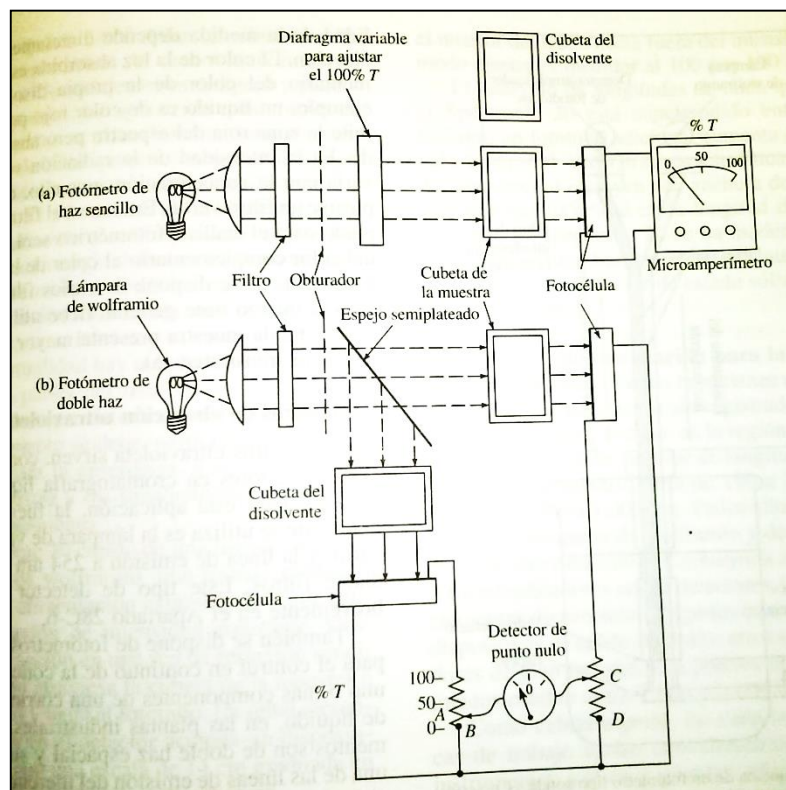 Diafragma variable
para ajustar
el 100% T
Cubeta del
disolvente
% T
0
50
100
(a) Fotómetro de
haz sencillo
Microamperímetro
Filtro
Obturador
Cubeta de
la muestra
Fotocélula
Lámpara
de wolframio
Espejo semiplateado
(b) Fotómetro de
doble haz
Cubeta del
disolvente
Fotocélula
Detector de
punto nulo
% T
100
50
0
A
B
0
C
D